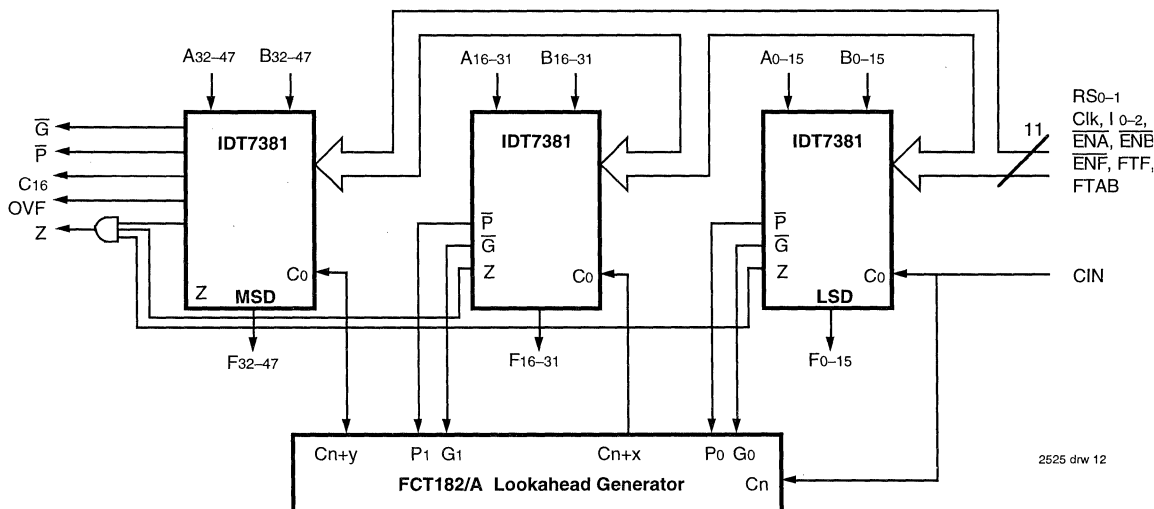 A32–47 B32–47
A16–31 B16–31
A0–15 B0–15
IDT7381
IDT7381
IDT7381
G
P
C16
OVF
Z
Z
MSD
C0
F32–47
P
G
Z
C0
F16–31
P
G
Z
C0
LSD
F0–15
11
RS0–1
Clk, I 0–2,
ENA, ENB
ENF, FTF,
FTAB
CIN
Cn+y P1 G1 Cn+x P0 G0
Cn
FCT182/A Lookahead Generator
2525 drw 12